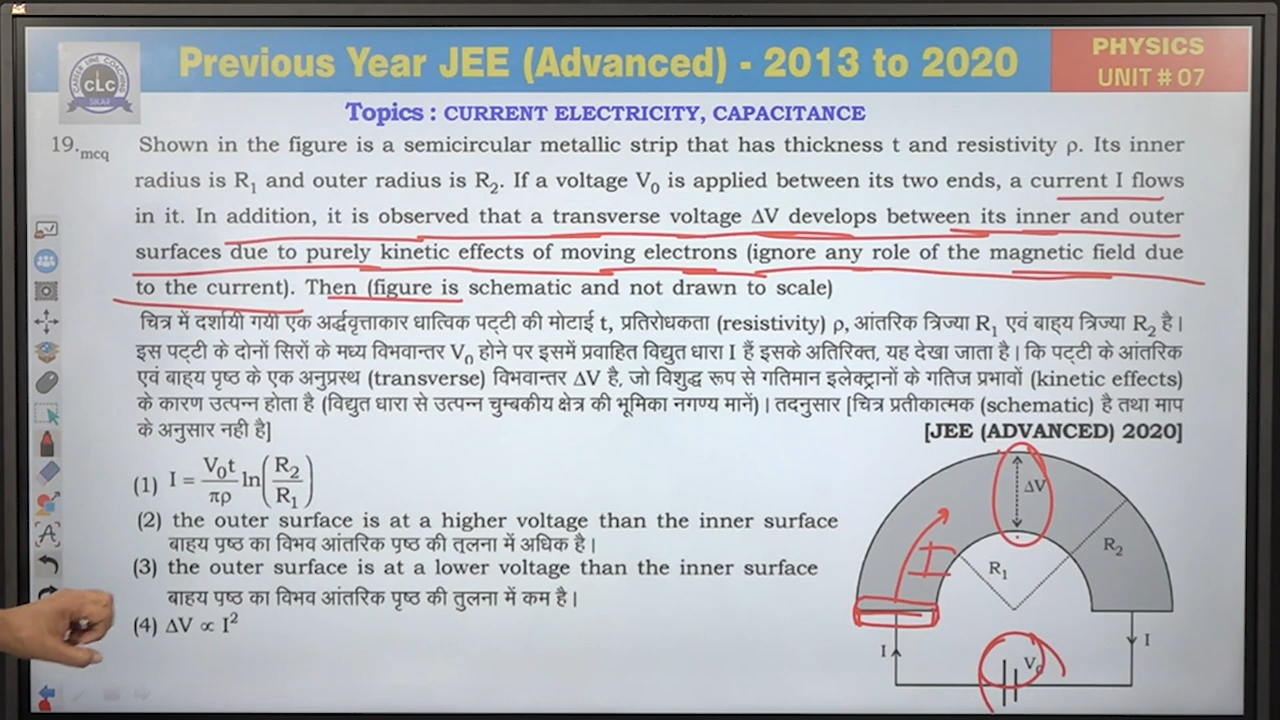 Previous Year JEE (Advanced) - 2013 to 2020
PHYSICS
UNIT # 07
CAREER LINE COACHING
CLC
SIKAR
Topics : CURRENT ELECTRICITY, CAPACITANCE
19. mcq Shown in the figure is a semicircular metallic strip that has thickness t and resistivity ρ. Its inner
radius is R₁ and outer radius is R₂. If a voltage V₀ is applied between its two ends, a current I flows
in it. In addition, it is observed that a transverse voltage ΔV develops between its inner and outer
surfaces due to purely kinetic effects of moving electrons (ignore any role of the magnetic field due
to the current). Then (figure is schematic and not drawn to scale)
चित्र में दर्शायी गयी एक अर्द्धवृत्ताकार धात्विक पट्टी की मोटाई t, प्रतिरोधकता (resistivity) ρ, आंतरिक त्रिज्या R₁ एवं बाह्य त्रिज्या R₂ है।
इस पट्टी के दोनों सिरों के मध्य विभवान्तर V₀ होने पर इसमें प्रवाहित विद्युत धारा I हैं इसके अतिरिक्त, यह देखा जाता है। कि पट्टी के आंतरिक
एवं बाह्य पृष्ठ के एक अनुप्रस्थ (transverse) विभवान्तर ΔV है, जो विशुद्ध रूप से गतिमान इलेक्ट्रानों के गतिज प्रभावों (kinetic effects)
के कारण उत्पन्न होता है (विद्युत धारा से उत्पन्न चुम्बकीय क्षेत्र की भूमिका नगण्य मानें)। तदनुसार [चित्र प्रतीकात्मक (schematic) है तथा माप
के अनुसार नही है]
[JEE (ADVANCED) 2020]
(1) I = V₀t/πρ ln(R₂/R₁)
(2) the outer surface is at a higher voltage than the inner surface
बाह्य पृष्ठ का विभव आंतरिक पृष्ठ की तुलना में अधिक है।
(3) the outer surface is at a lower voltage than the inner surface
बाह्य पृष्ठ का विभव आंतरिक पृष्ठ की तुलना में कम है।
(4) ΔV ∝ I²
ΔV
R₂
R₁
I
I
I
V₀